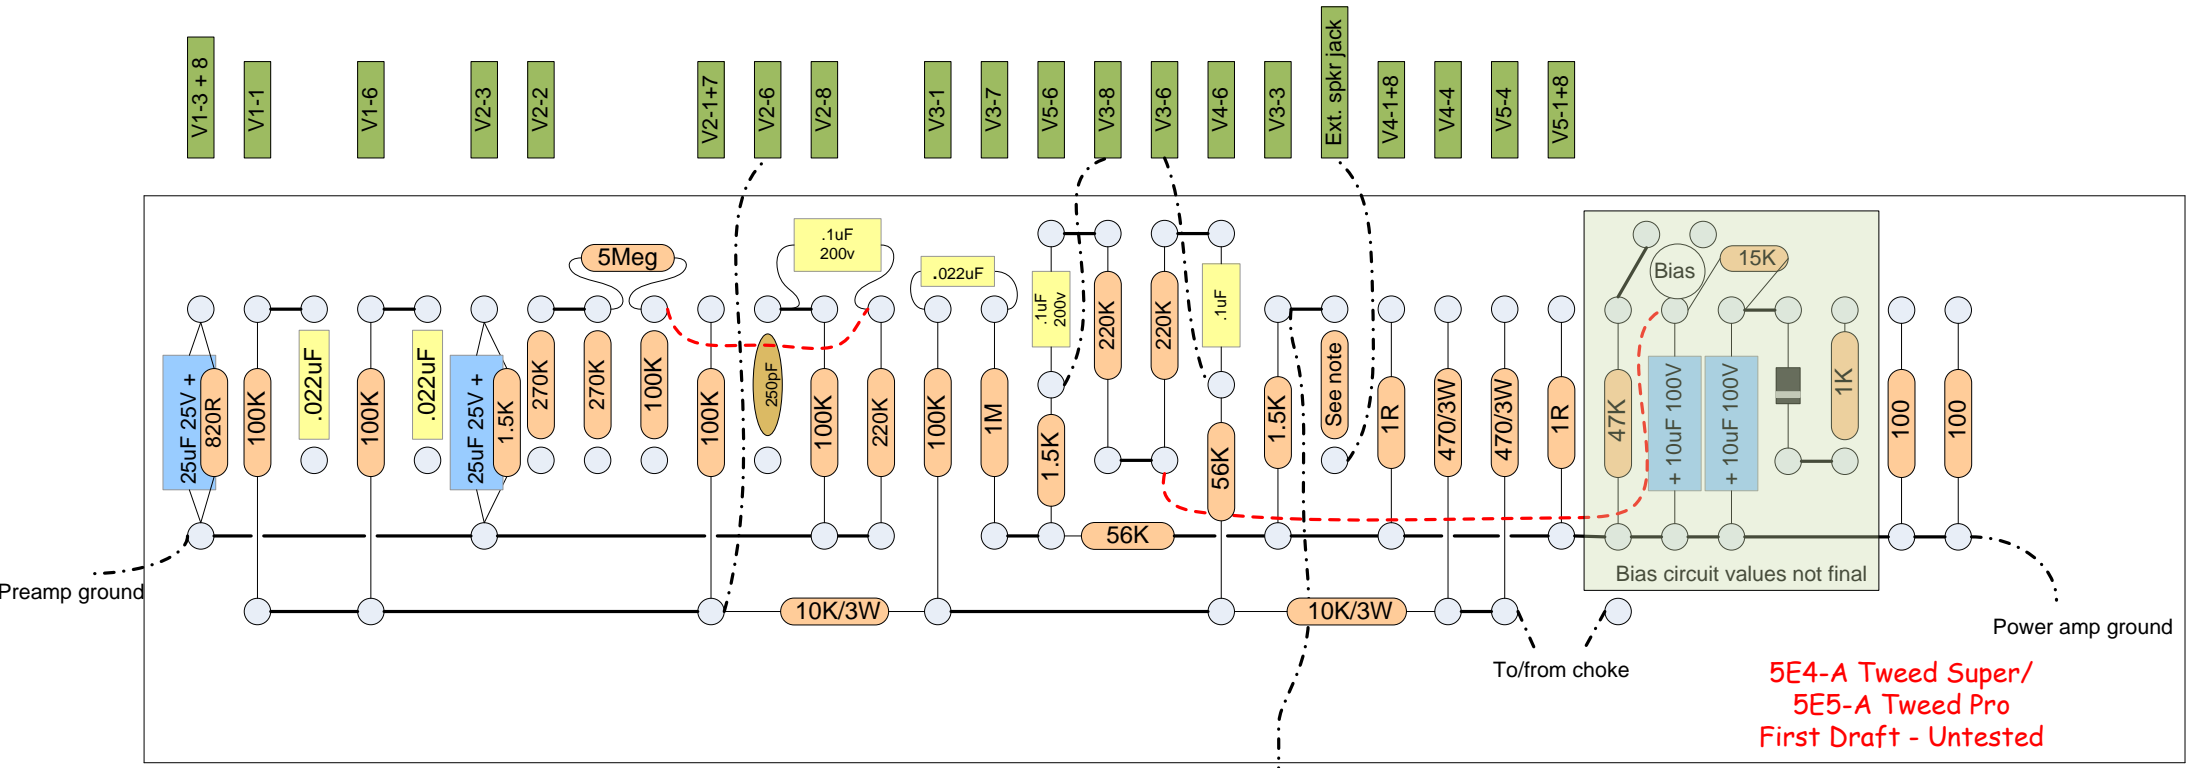 V1-3 + 8
V1-1
V1-6
V2-3
V2-2
V2-1+7
V2-6
V2-8
V3-1
V3-7
V5-6
V3-8
V3-6
V4-6
V3-3
Ext. spkr jack
V4-1+8
V4-4
V5-4
V5-1+8
5Meg
.1uF
200v
.022uF
.1uF
200v
220K
220K
.1uF
Bias
15K
25uF 25V +
820R
100K
.022uF
100K
.022uF
25uF 25V +
1.5K
270K
270K
100K
100K
250pF
100K
220K
100K
1M
1.5K
56K
1.5K
See note
1R
470/3W
470/3W
1R
47K
+ 10uF 100V
+ 10uF 100V
1K
100
100
56K
Preamp ground
Bias circuit values not final
10K/3W
10K/3W
Power amp ground
To/from choke
5E4-A Tweed Super/
5E5-A Tweed Pro
First Draft - Untested